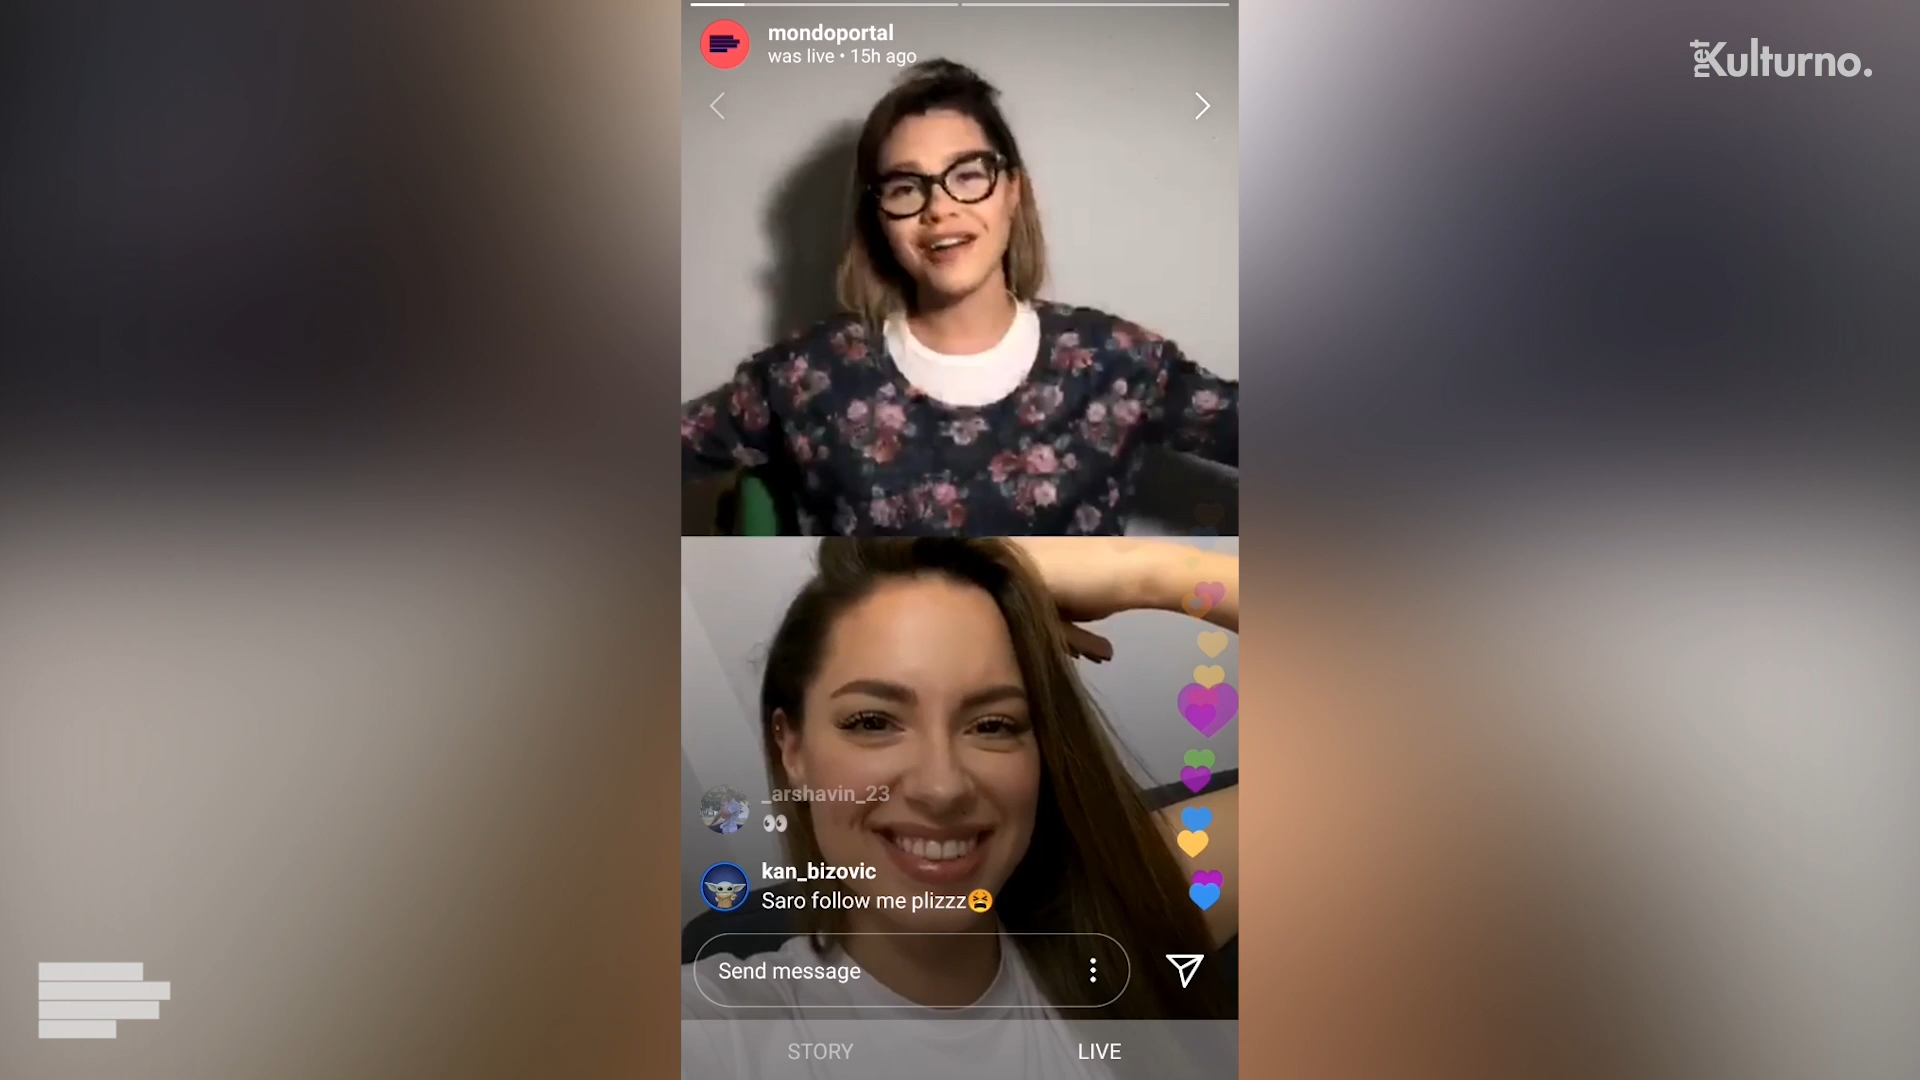 mondoportal
was live • 15h ago
netKulturno.
_arshavin_23
👀
kan_bizovic
Saro follow me plizzz😫
Send message
STORY
LIVE